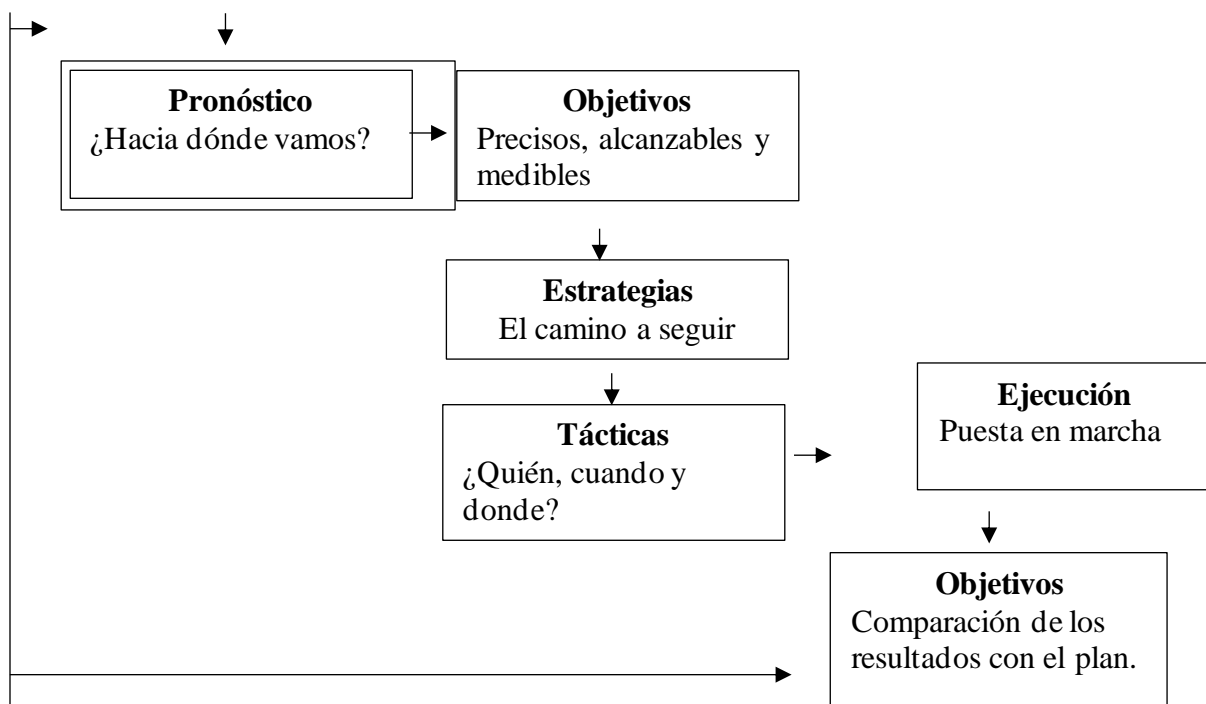 Pronóstico
¿Hacia dónde vamos?
Objetivos
Precisos, alcanzables y
medibles
Estrategias
El camino a seguir
Tácticas
¿Quién, cuando y
donde?
Ejecución
Puesta en marcha
Objetivos
Comparación de los
resultados con el plan.